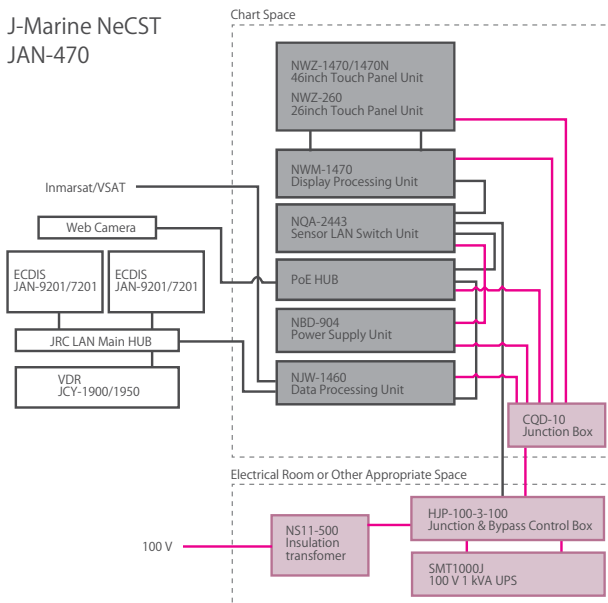 J-Marine NeCST
JAN-470
Chart Space
NWZ-1470/1470N
46inch Touch Panel Unit
NWZ-260
26inch Touch Panel Unit
NWM-1470
Display Processing Unit
Inmarsat/VSAT
NQA-2443
Sensor LAN Switch Unit
Web Camera
ECDIS
JAN-9201/7201
ECDIS
JAN-9201/7201
PoE HUB
NBD-904
Power Supply Unit
JRC LAN Main HUB
VDR
JCY-1900/1950
NJW-1460
Data Processing Unit
CQD-10
Junction Box
Electrical Room or Other Appropriate Space
HJP-100-3-100
Junction & Bypass Control Box
NS11-500
Insulation
transfomer
100 V
SMT1000J
100 V 1 kVA UPS